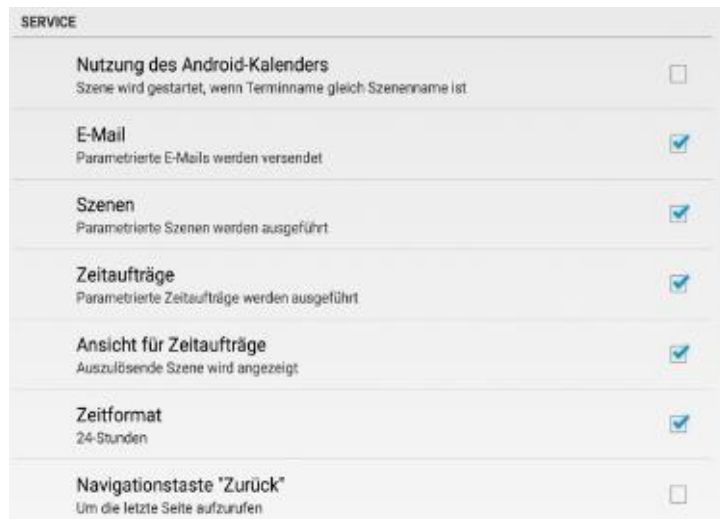 SERVICE
Nutzung des Android-Kalenders
Szene wird gestartet, wenn Terminname gleich Szenenname ist
E-Mail
Parametrierte E-Mails werden versendet
Szenen
Parametrierte Szenen werden ausgeführt
Zeitaufträge
Parametrierte Zeitaufträge werden ausgeführt
Ansicht für Zeitaufträge
Auszulösende Szene wird angezeigt
Zeitformat
24-Stunden
Navigationstaste "Zurück"
Um die letzte Seite aufzurufen